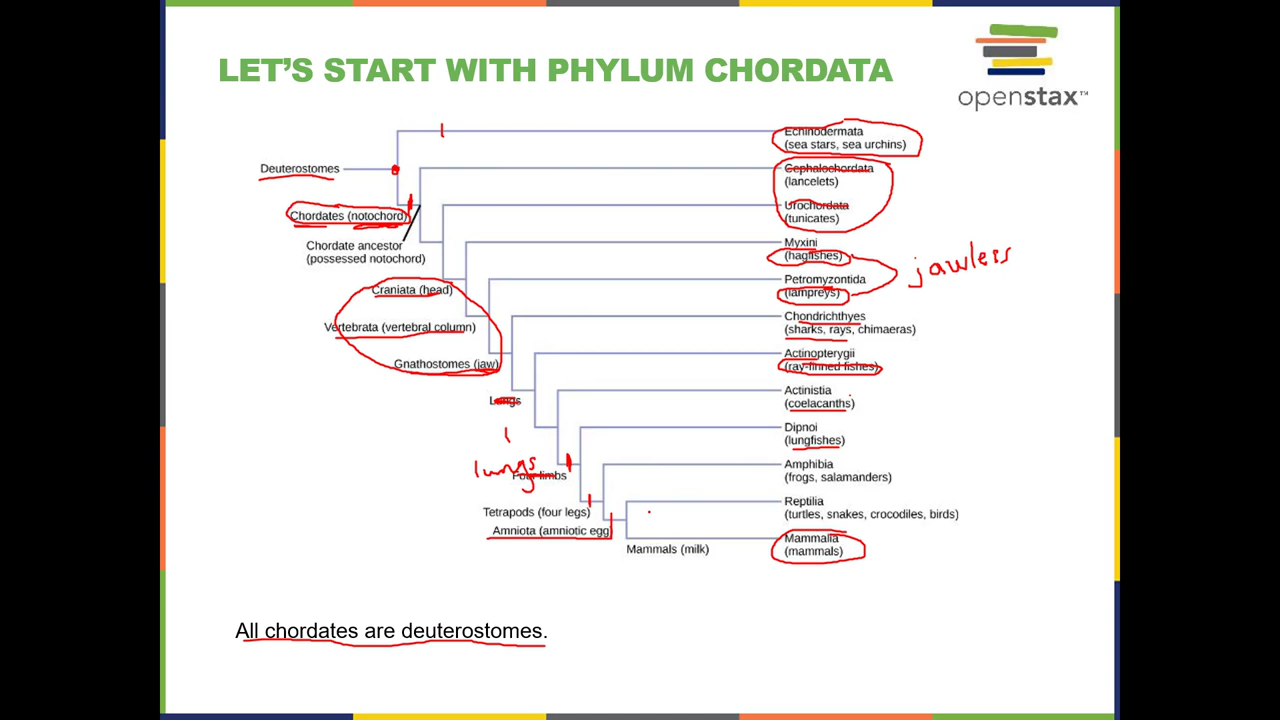 LET'S START WITH PHYLUM CHORDATA
openstax™
Echinodermata
(sea stars, sea urchins)
Deuterostomes
Cephalochordata
(lancelets)
Chordates (notochord)
Urochordata
(tunicates)
Chordate ancestor
(possessed notochord)
Myxini
(hagfishes)
jawless
Craniata (head)
Petromyzontida
(lampreys)
Vertebrata (vertebral column)
Chondrichthyes
(sharks, rays, chimaeras)
Gnathostomes (jaw)
Actinopterygii
(ray-finned fishes)
Lungs
Actinistia
(coelacanths)
Dipnoi
(lungfishes)
lungs
Four limbs
Amphibia
(frogs, salamanders)
Tetrapods (four legs)
Reptilia
(turtles, snakes, crocodiles, birds)
Amniota (amniotic egg)
Mammals (milk)
Mammalia
(mammals)
All chordates are deuterostomes.